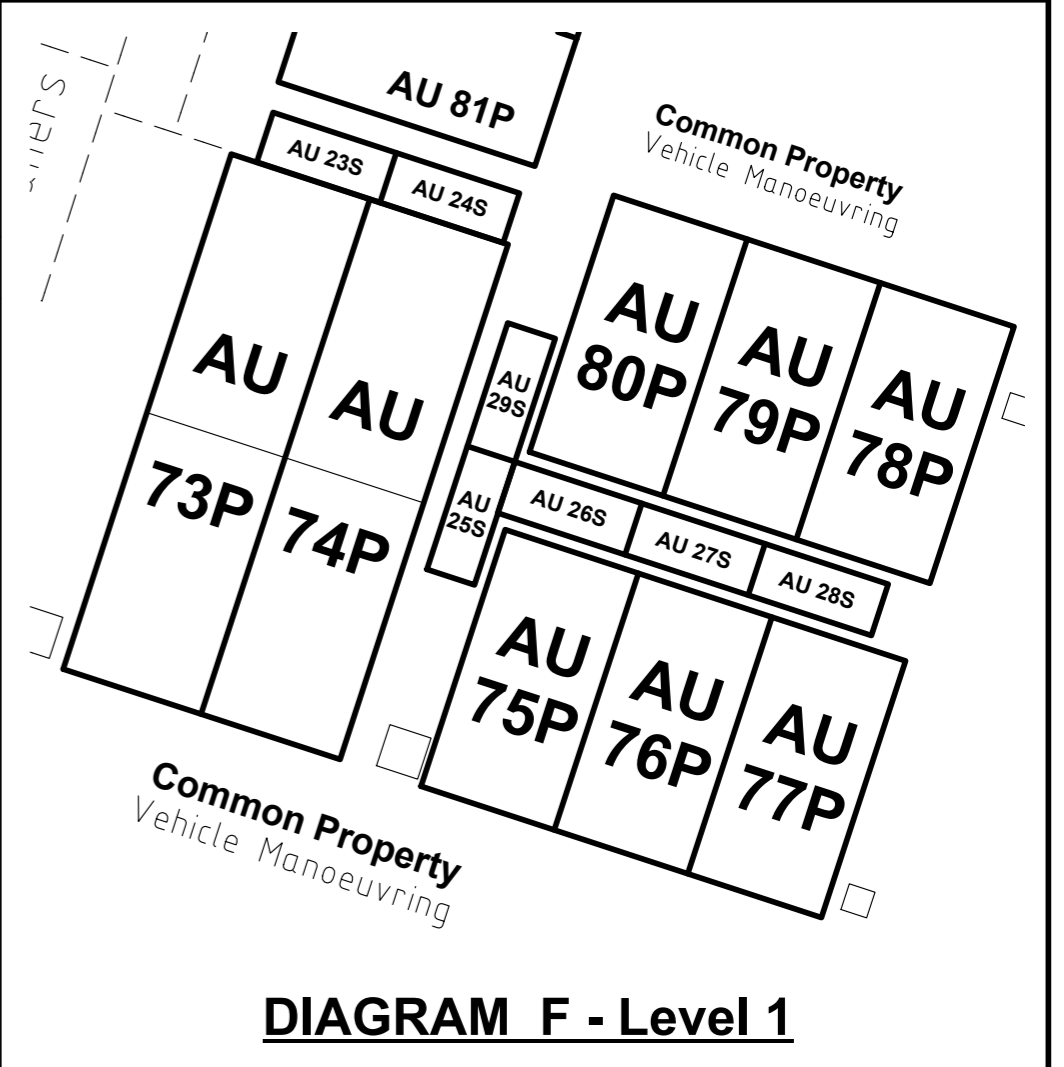 AU 81P
Common Property
Vehicle Manoeuvring
AU 23S
AU 24S
AU
73P
AU
74P
AU
29S
AU
25S
AU
80P
AU
79P
AU
78P
AU 26S
AU 27S
AU 28S
AU
75P
AU
76P
AU
77P
Common Property
Vehicle Manoeuvring
DIAGRAM F - Level 1